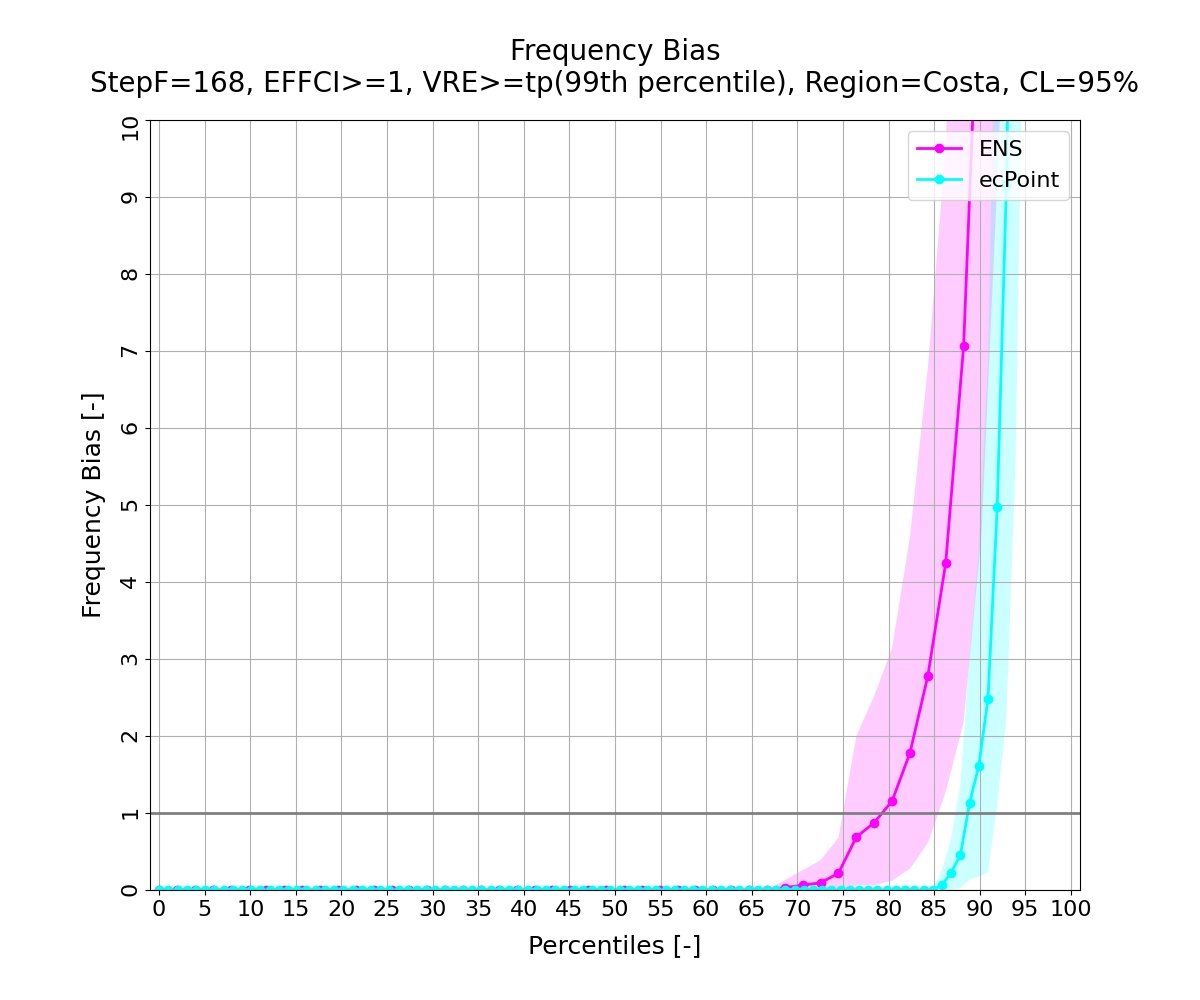 Frequency Bias
StepF=168, EFFCI>=1, VRE>=tp(99th percentile), Region=Costa, CL=95%
ENS
ecPoint
10
9
8
7
6
5
4
3
2
1
0
Frequency Bias [-]
0 5 10 15 20 25 30 35 40 45 50 55 60 65 70 75 80 85 90 95 100
Percentiles [-]